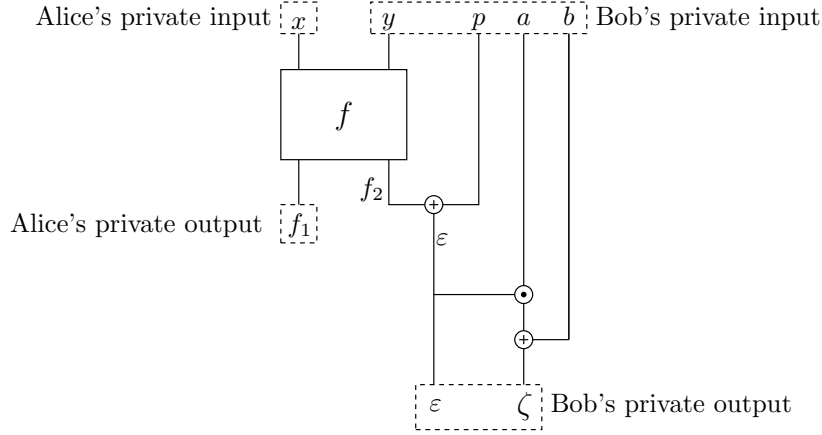 Alice's private input x y p a b Bob's private input
f
f₂
Alice's private output f₁
+
ε
·
+
ε ζ Bob's private output